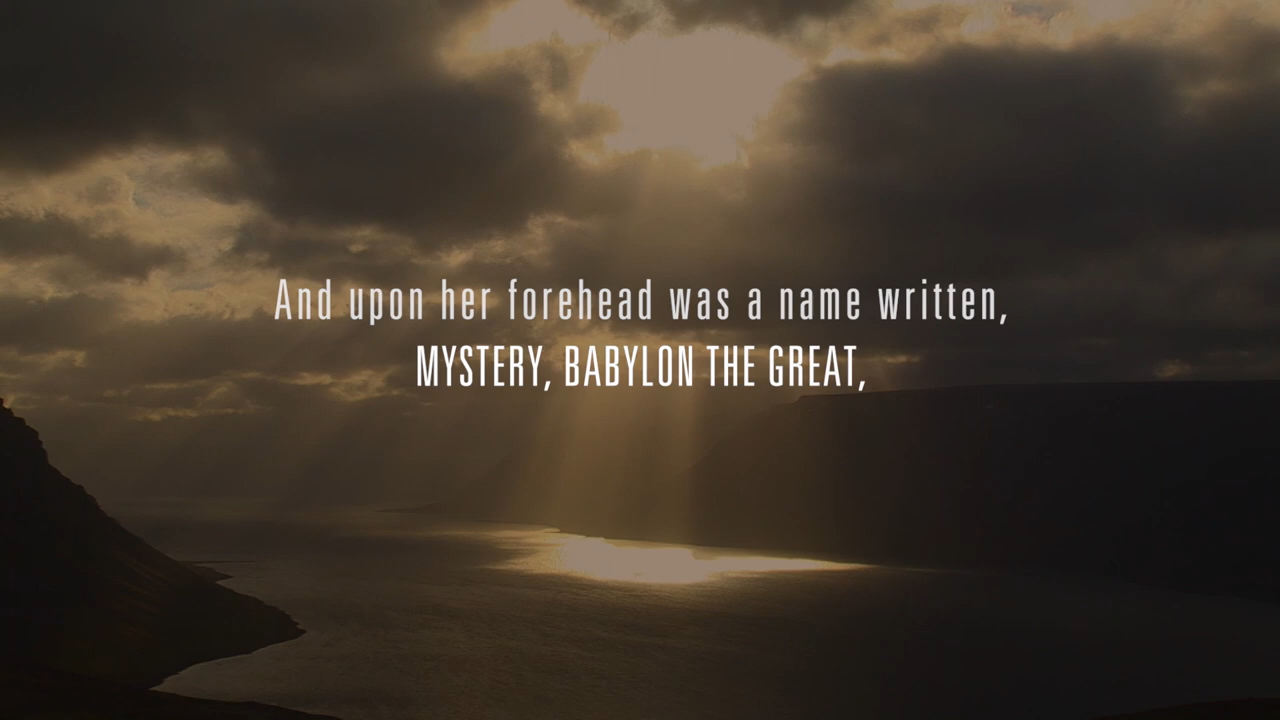 And upon her forehead was a name written,
MYSTERY, BABYLON THE GREAT,